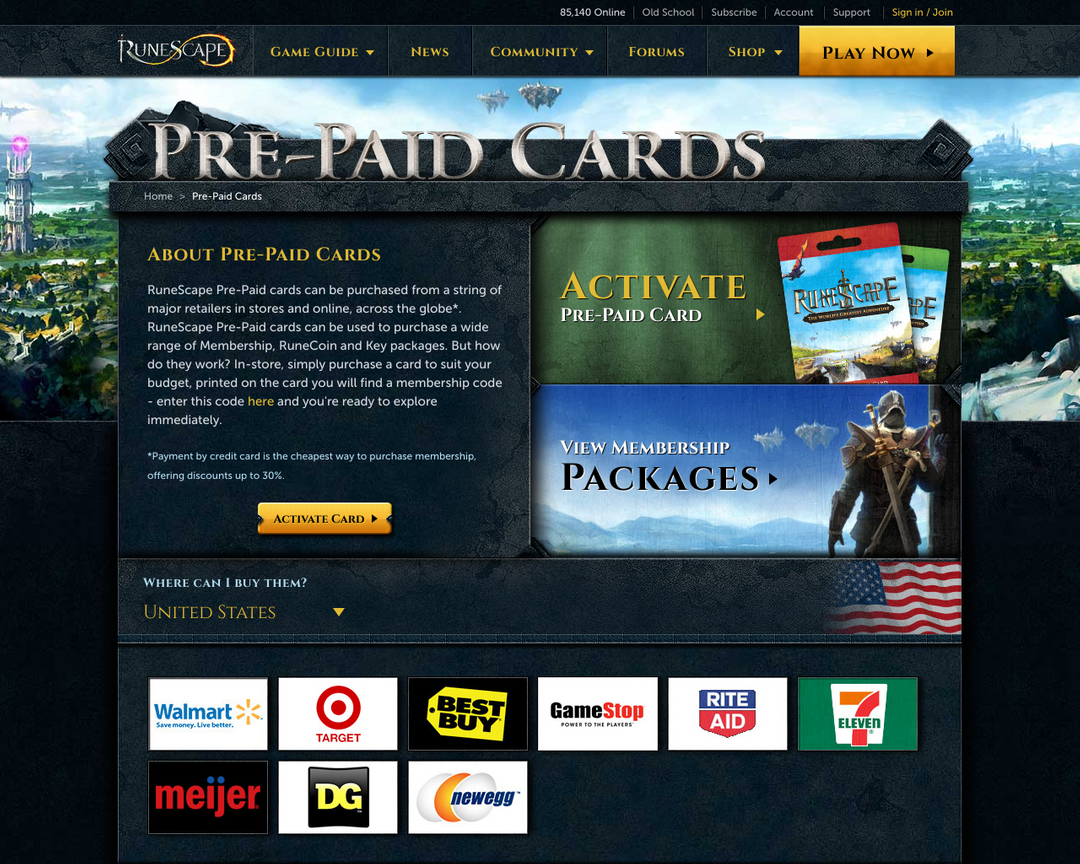 85,140 Online Old School Subscribe Account Support Sign in / Join
RuneScape Game Guide News Community Forums Shop Play Now
Pre-Paid Cards
Home > Pre-Paid Cards
About Pre-Paid Cards
RuneScape Pre-Paid cards can be purchased from a string of
major retailers in stores and online, across the globe*.
RuneScape Pre-Paid cards can be used to purchase a wide
range of Membership, RuneCoin and Key packages. But how
do they work? In-store, simply purchase a card to suit your
budget, printed on the card you will find a membership code
- enter this code here and you're ready to explore
immediately.
*Payment by credit card is the cheapest way to purchase membership,
offering discounts up to 30%.
Activate Card
Activate
Pre-Paid Card
RuneScape
The World's Greatest Adventure
View Membership
Packages
Where can I buy them?
United States
Walmart
Save money. Live better.
TARGET
BEST
BUY
GameStop
POWER TO THE PLAYERS
RITE
AID
7
ELEVEN
meijer
DG
newegg